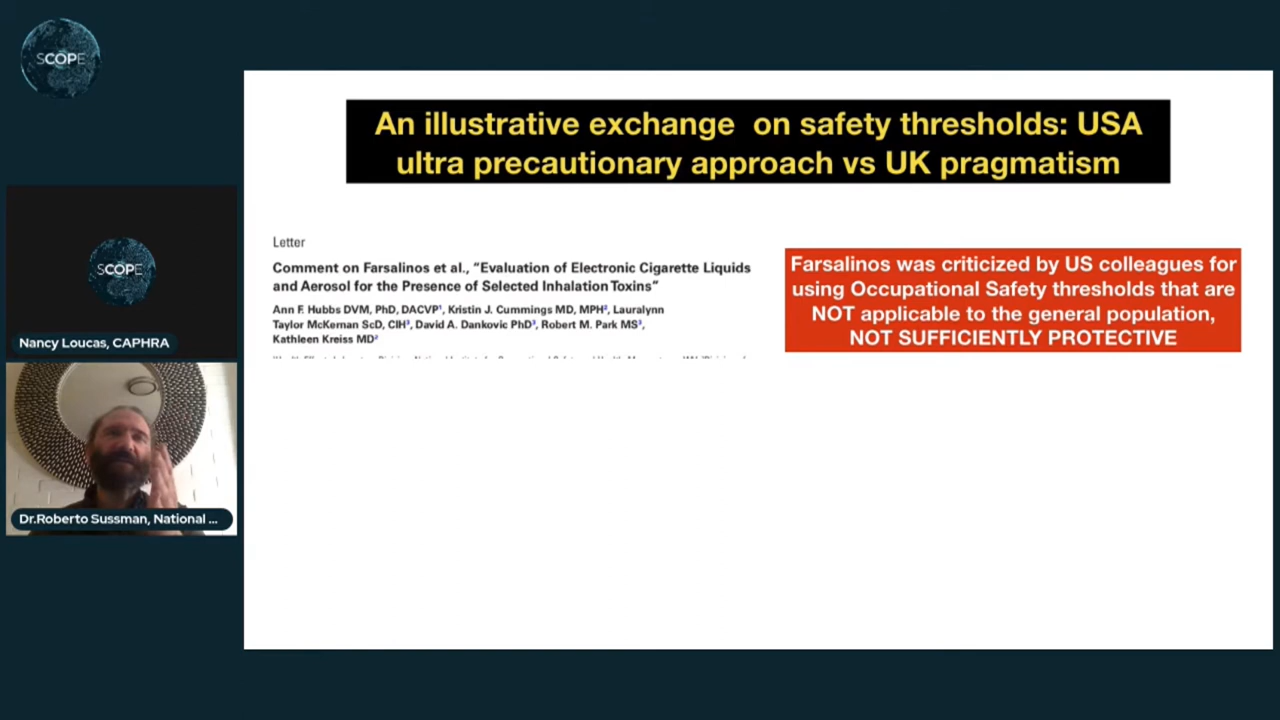 SCOPE
An illustrative exchange on safety thresholds: USA
ultra precautionary approach vs UK pragmatism
Letter
Comment on Farsalinos et al., “Evaluation of Electronic Cigarette Liquids
and Aerosol for the Presence of Selected Inhalation Toxins”
Ann F. Hubbs DVM, PhD, DACVP¹, Kristin J. Cummings MD, MPH², Lauralynn
Taylor McKernan ScD, CIH³, David A. Dankovic PhD³, Robert M. Park MS³,
Kathleen Kreiss MD²
Farsalinos was criticized by US colleagues for
using Occupational Safety thresholds that are
NOT applicable to the general population,
NOT SUFFICIENTLY PROTECTIVE
SCOPE
Nancy Loucas, CAPHRA
Dr.Roberto Sussman, National ...